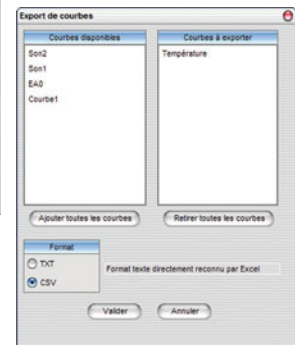 Export de courbes
Courbes disponibles
Son2
Son1
EA0
Courbe1
Courbes à exporter
Température
Ajouter toutes les courbes
Retirer toutes les courbes
Format
TXT
CSV
Format texte directement reconnu par Excel
Valider
Annuler